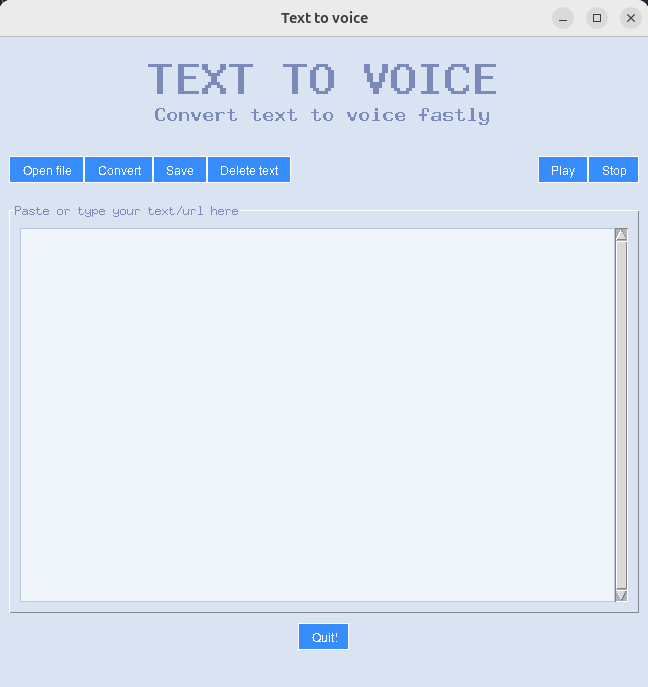 Text to voice
TEXT TO VOICE
Convert text to voice fastly
Open file Convert Save Delete text Play Stop
Paste or type your text/url here
Quit!